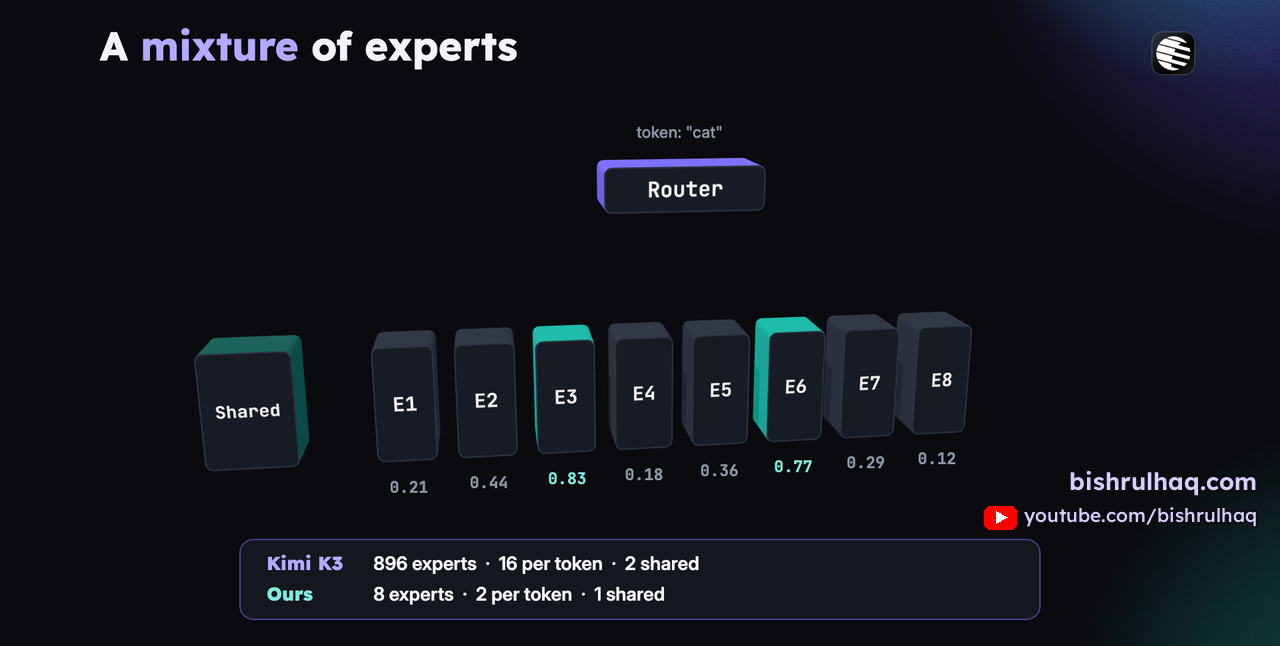 A mixture of experts
token: "cat"
Router
Shared
E1
E2
E3
E4
E5
E6
E7
E8
0.21
0.44
0.83
0.18
0.36
0.77
0.29
0.12
bishrulhaq.com
youtube.com/bishrulhaq
Kimi K3 896 experts · 16 per token · 2 shared
Ours 8 experts · 2 per token · 1 shared